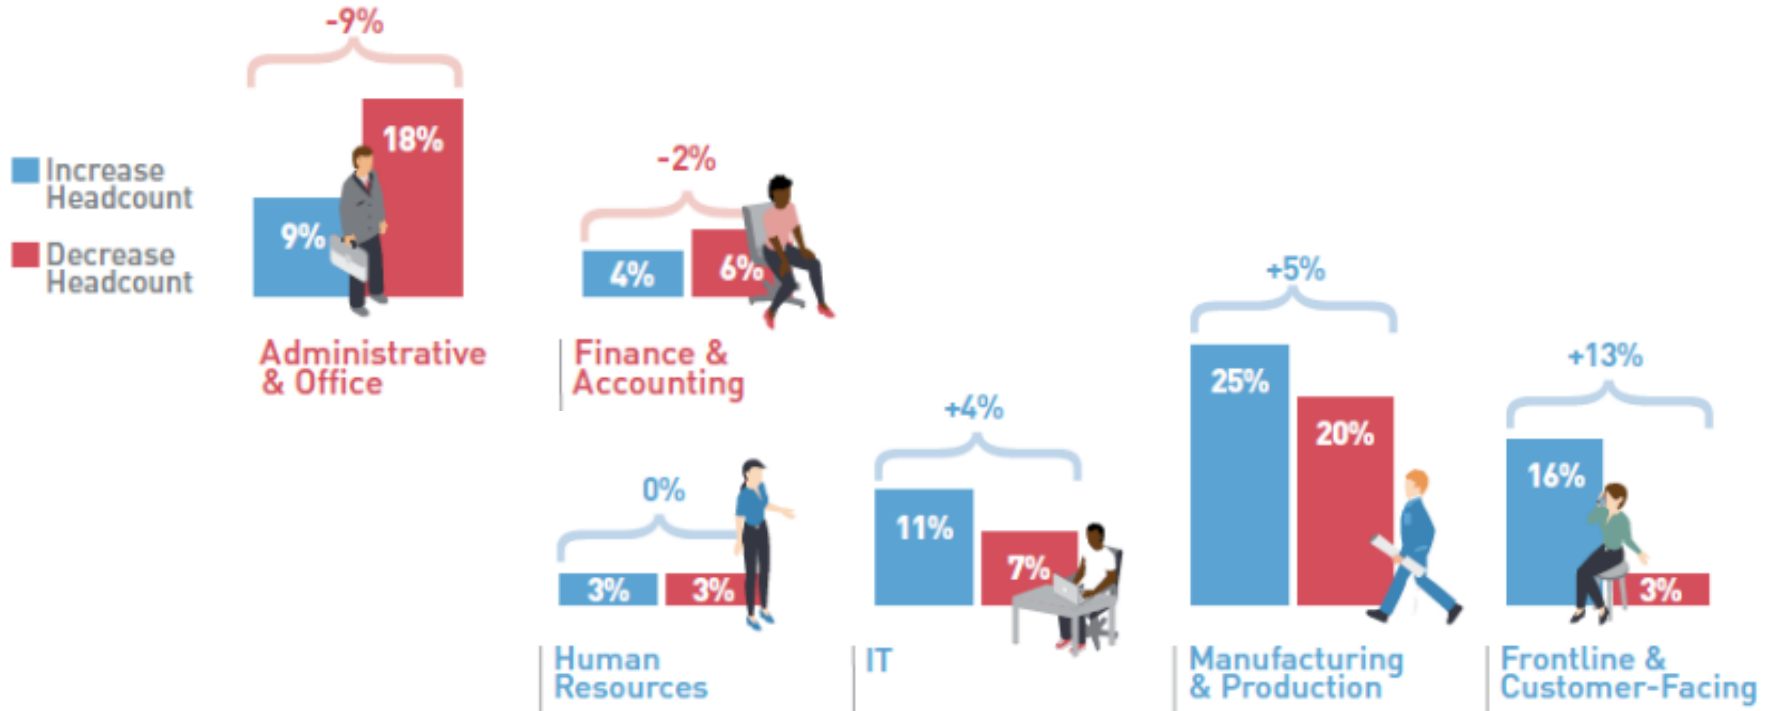 Increase
Headcount
Decrease
Headcount
-9%
9%
18%
Administrative
& Office
-2%
4%
6%
Finance &
Accounting
0%
3%
3%
Human
Resources
+4%
11%
7%
IT
+5%
25%
20%
Manufacturing
& Production
+13%
16%
3%
Frontline &
Customer-Facing